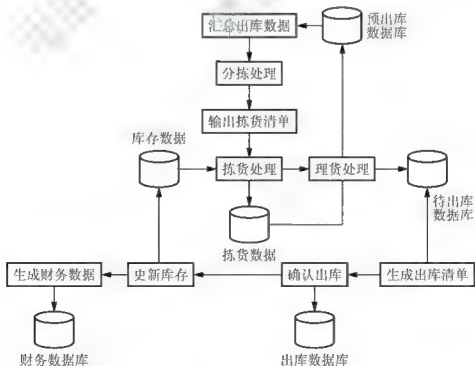 汇总出库数据
预出库
数据库
分拣处理
输出拣货清单
库存数据
拣货处理
理货处理
待出库
数据库
拣货数据
生成财务数据
史新库存
确认出库
生成出库清单
财务数据库
出库数据库